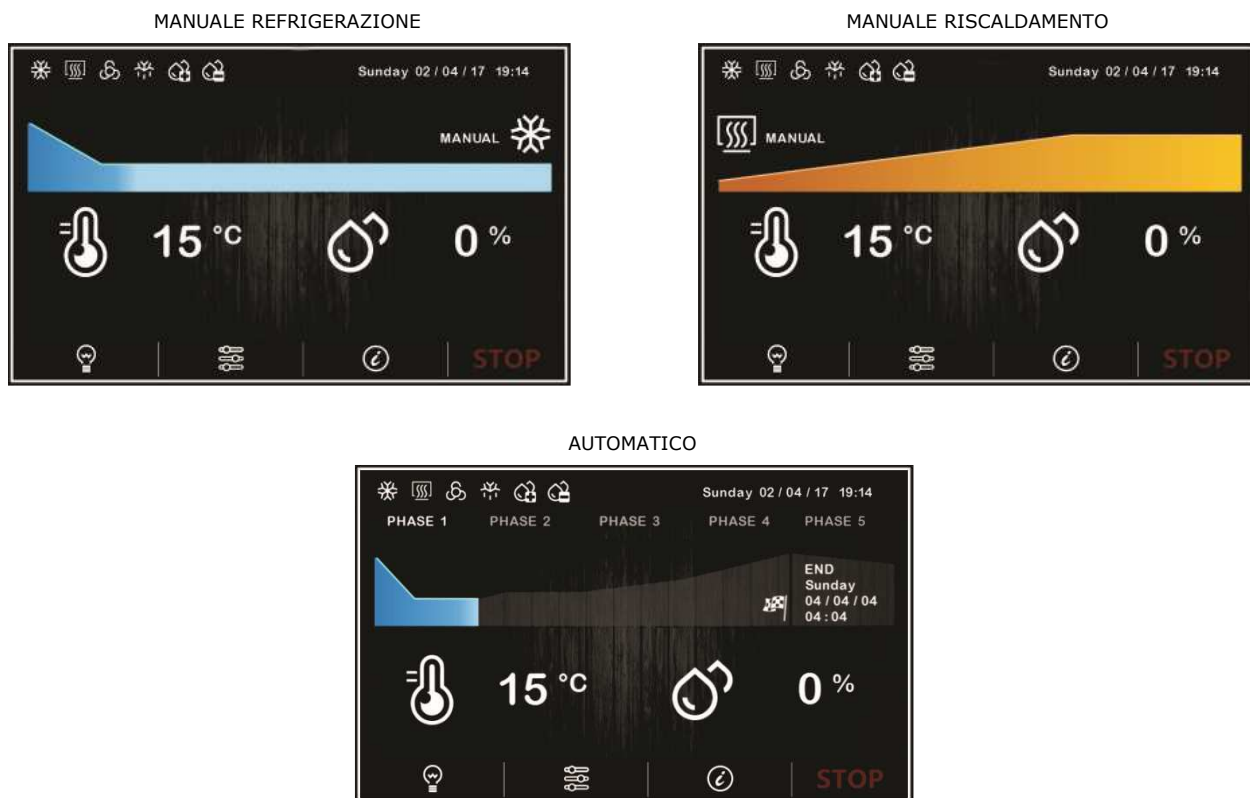 MANUALE REFRIGERAZIONE
Sunday 02 / 04 / 17 19:14
MANUAL
15 °C
0 %
STOP
MANUALE RISCALDAMENTO
Sunday 02 / 04 / 17 19:14
MANUAL
15 °C
0 %
STOP
AUTOMATICO
Sunday 02 / 04 / 17 19:14
PHASE 1 PHASE 2 PHASE 3 PHASE 4 PHASE 5
END
Sunday
04 / 04 / 04
04 : 04
15 °C
0 %
STOP